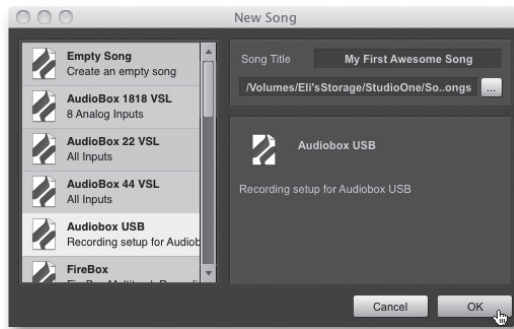 New Song
Empty Song
Create an empty song
AudioBox 1818 VSL
8 Analog Inputs
AudioBox 22 VSL
All Inputs
AudioBox 44 VSL
All Inputs
Audiobox USB
Recording setup for Audiob
FireBox
Song Title
My First Awesome Song
/Volumes/Eli'sStorage/StudioOne/So..ongs
...
Audiobox USB
Recording setup for Audiobox USB
Cancel
OK